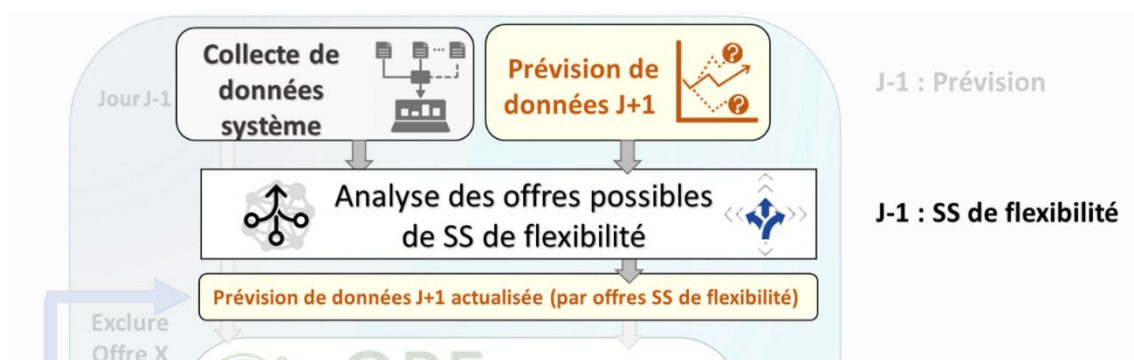 Collecte de
données
système
Prévision de
données J+1
Jour J-1
J-1 : Prévision
Analyse des offres possibles
de SS de flexibilité
J-1 : SS de flexibilité
Prévision de données J+1 actualisée (par offres SS de flexibilité)
Exclure
Offre X